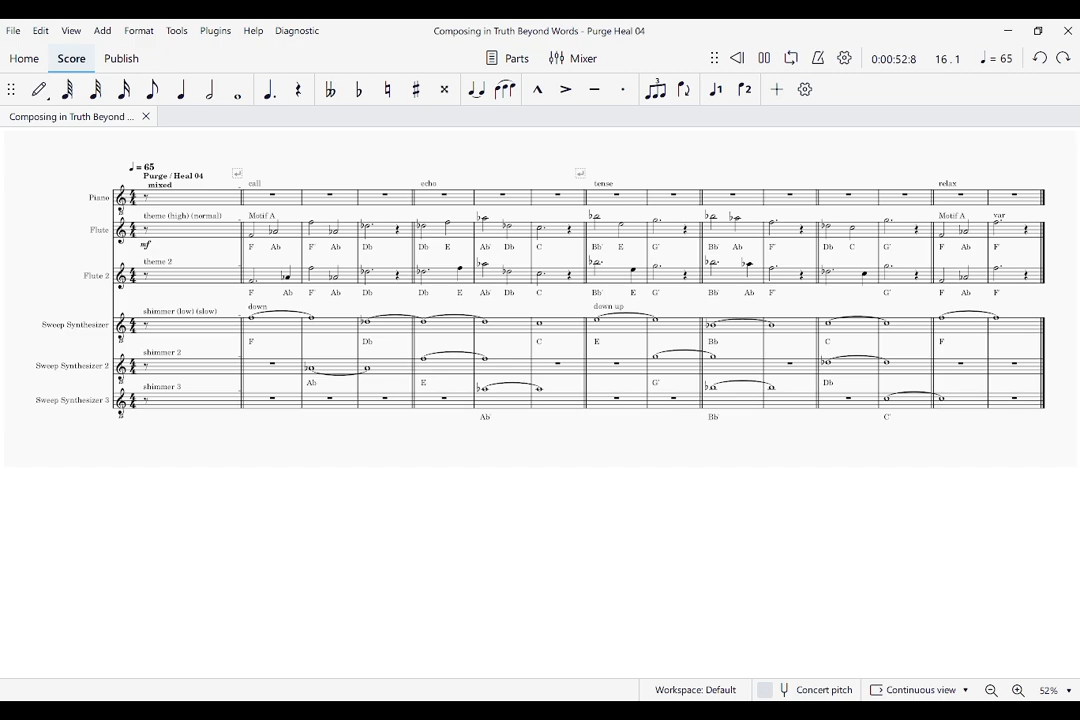 File Edit View Add Format Tools Plugins Help Diagnostic
Composing in Truth Beyond Words - Purge Heal 04
Home Score Publish
Parts Mixer
0:00:52:8 16 . 1 = 65
Composing in Truth Beyond ...
= 65
Purge / Heal 04
mixed call echo tense relax
Piano
theme (high) (normal) Motif A Motif A var
Flute
mf F Ab F' Ab Db Db E Ab' Db C Bb' E G' Bb' Ab F' Db C G' F Ab F'
theme 2
Flute 2
F Ab F' Ab Db Db E Ab' Db C Bb' E G' Bb' Ab' F' G' F Ab F'
shimmer (low) (slow) down down up
Sweep Synthesizer
F Db C E Bb C F
shimmer 2
Sweep Synthesizer 2
Ab E G' Db
shimmer 3
Sweep Synthesizer 3
Ab' Bb' C'
Workspace: Default Concert pitch Continuous view 52%